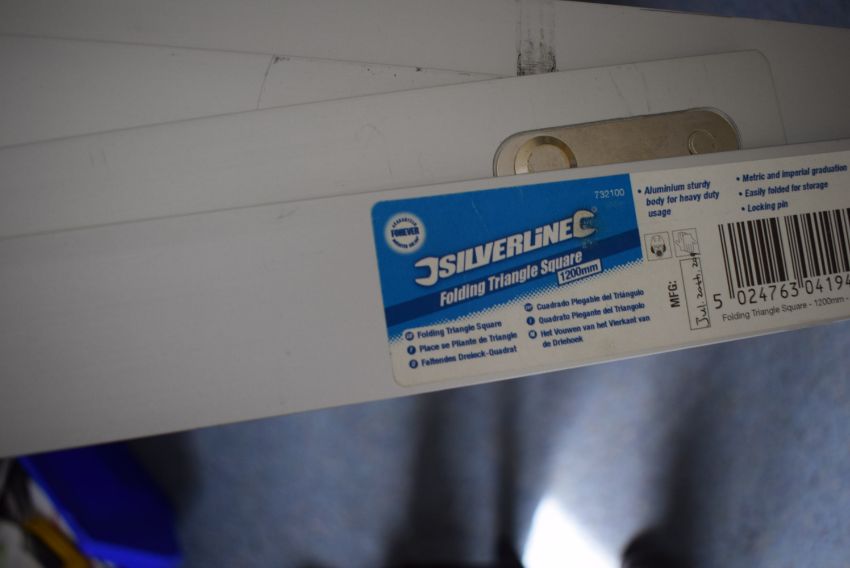 732100
GUARANTEED
FOREVER
SILVERLINE
Folding Triangle Square
1200mm
GB Folding Triangle Square
F Place se Pliante de Triangle
D Faltendes Dreieck-Quadrat
ESP Cuadrado Plegable del Triángulo
I Quadrato Piegante del Triangolo
Het Vouwen van het Vierkant van
de Driehoek
• Aluminium sturdy
body for heavy duty
usage
• Metric and imperial graduation
• Easily folded for storage
• Locking pin
MFG:
5 024763 04194
Folding Triangle Square - 1200mm -